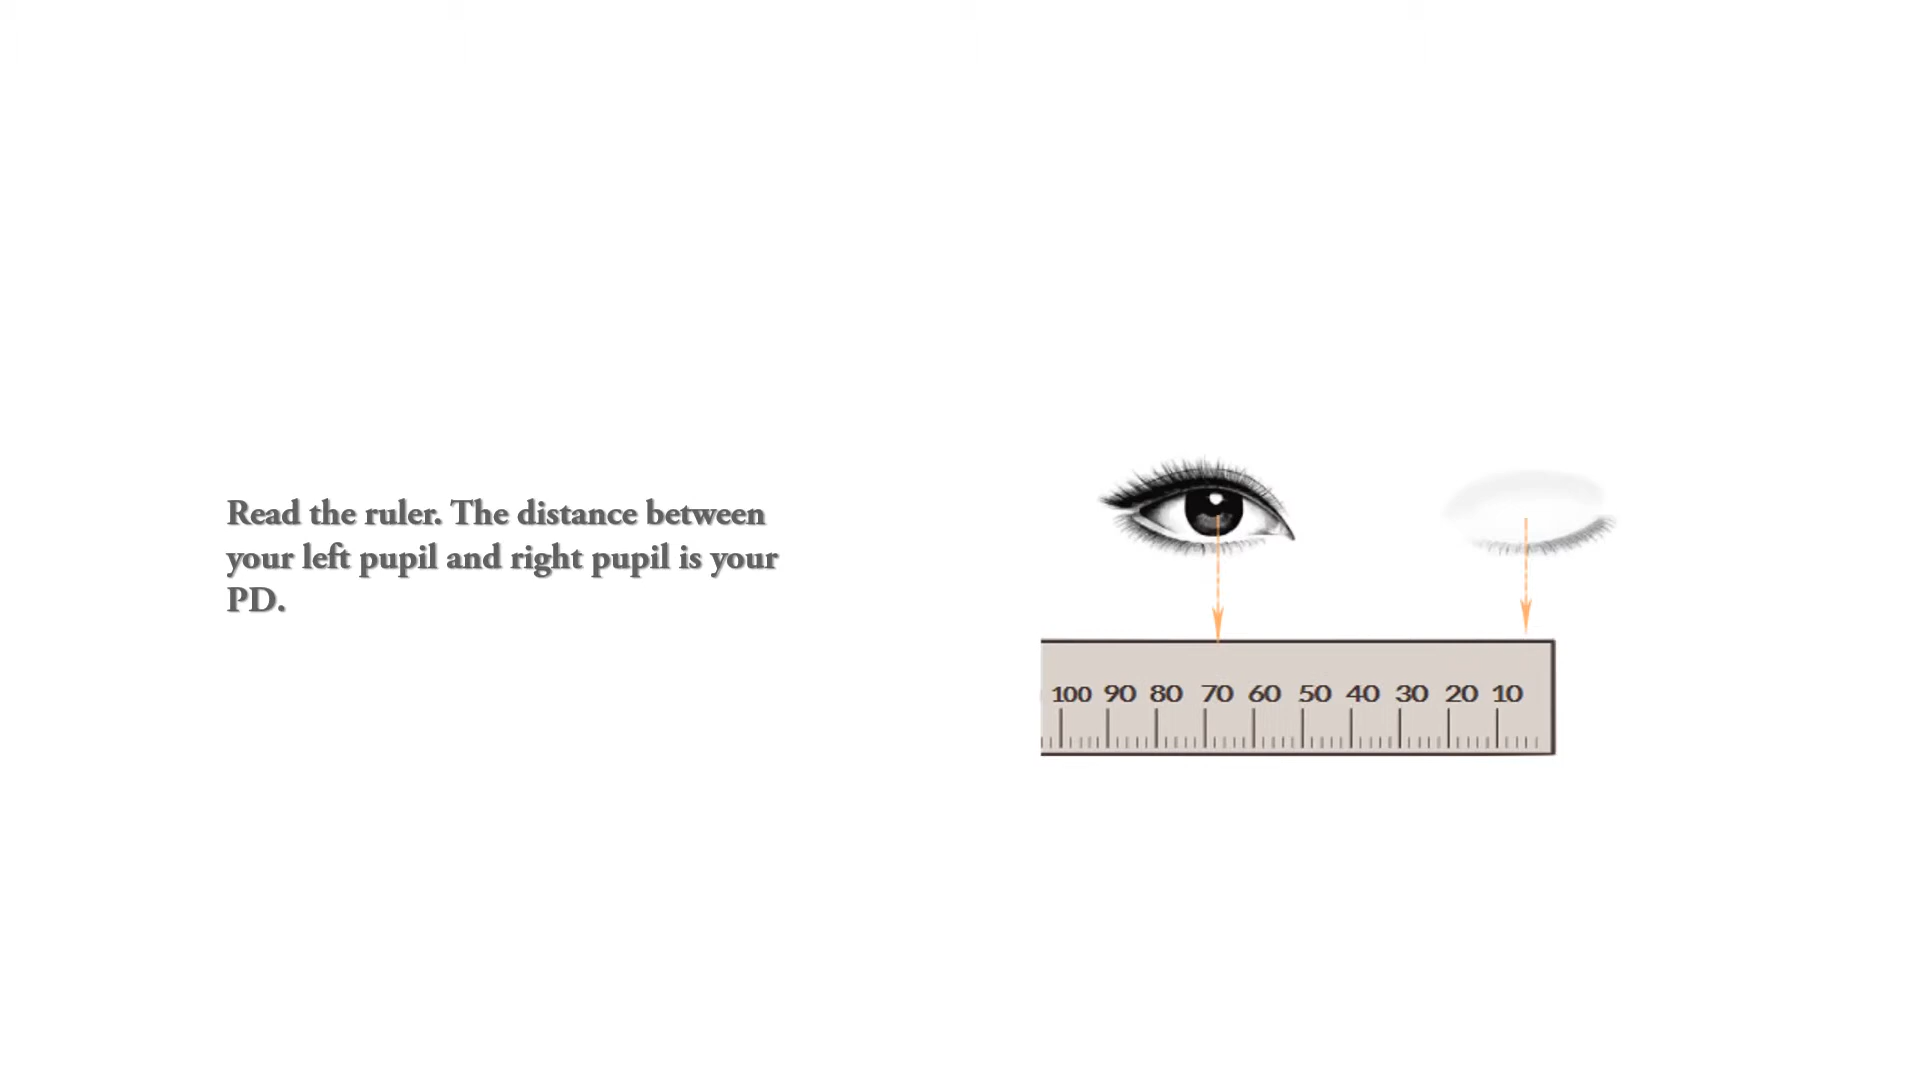 Read the ruler. The distance between
your left pupil and right pupil is your
PD.
100 90 80 70 60 50 40 30 20 10